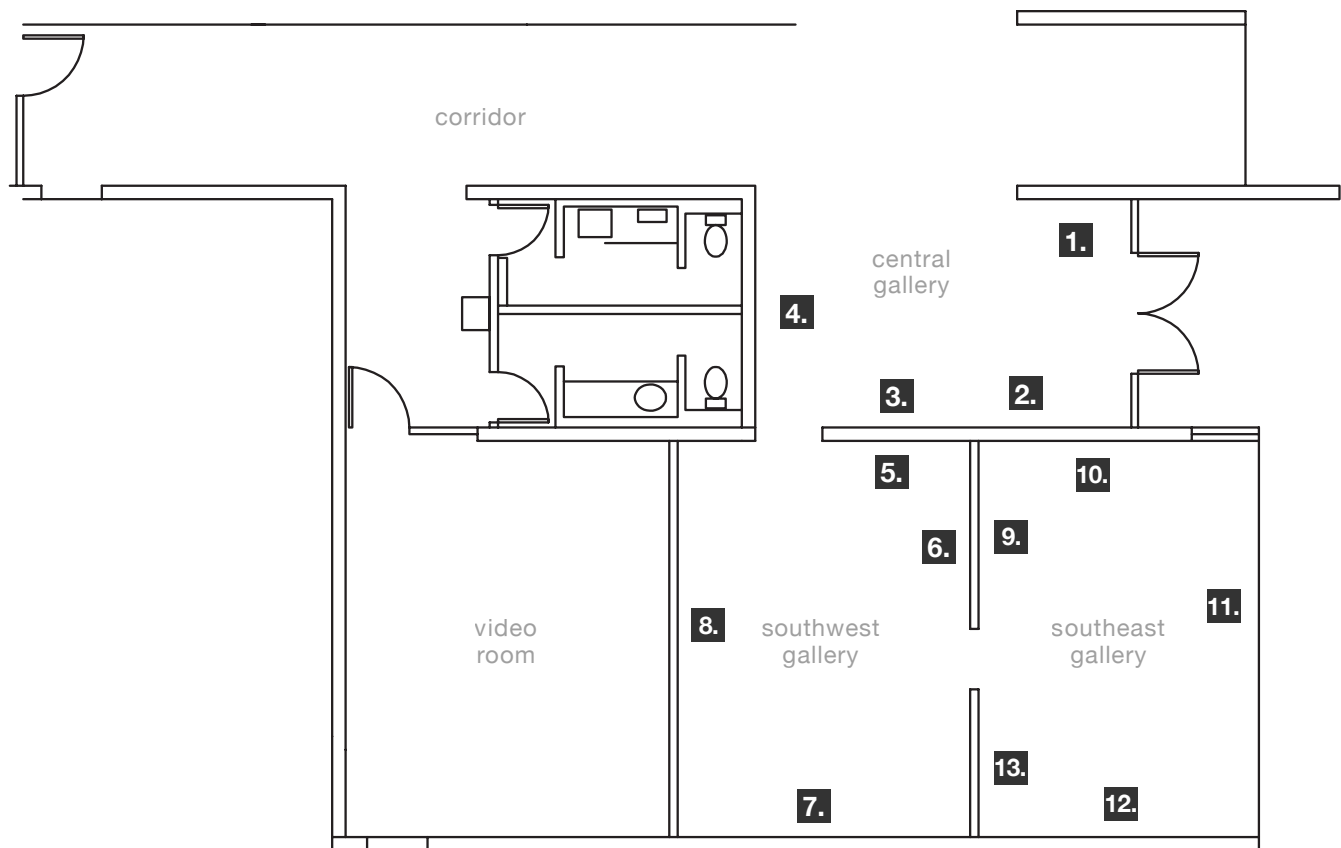 corridor
1.
central
gallery
4.
3.
2.
5.
10.
6.
9.
11.
8.
video
room
southwest
gallery
southeast
gallery
13.
7.
12.